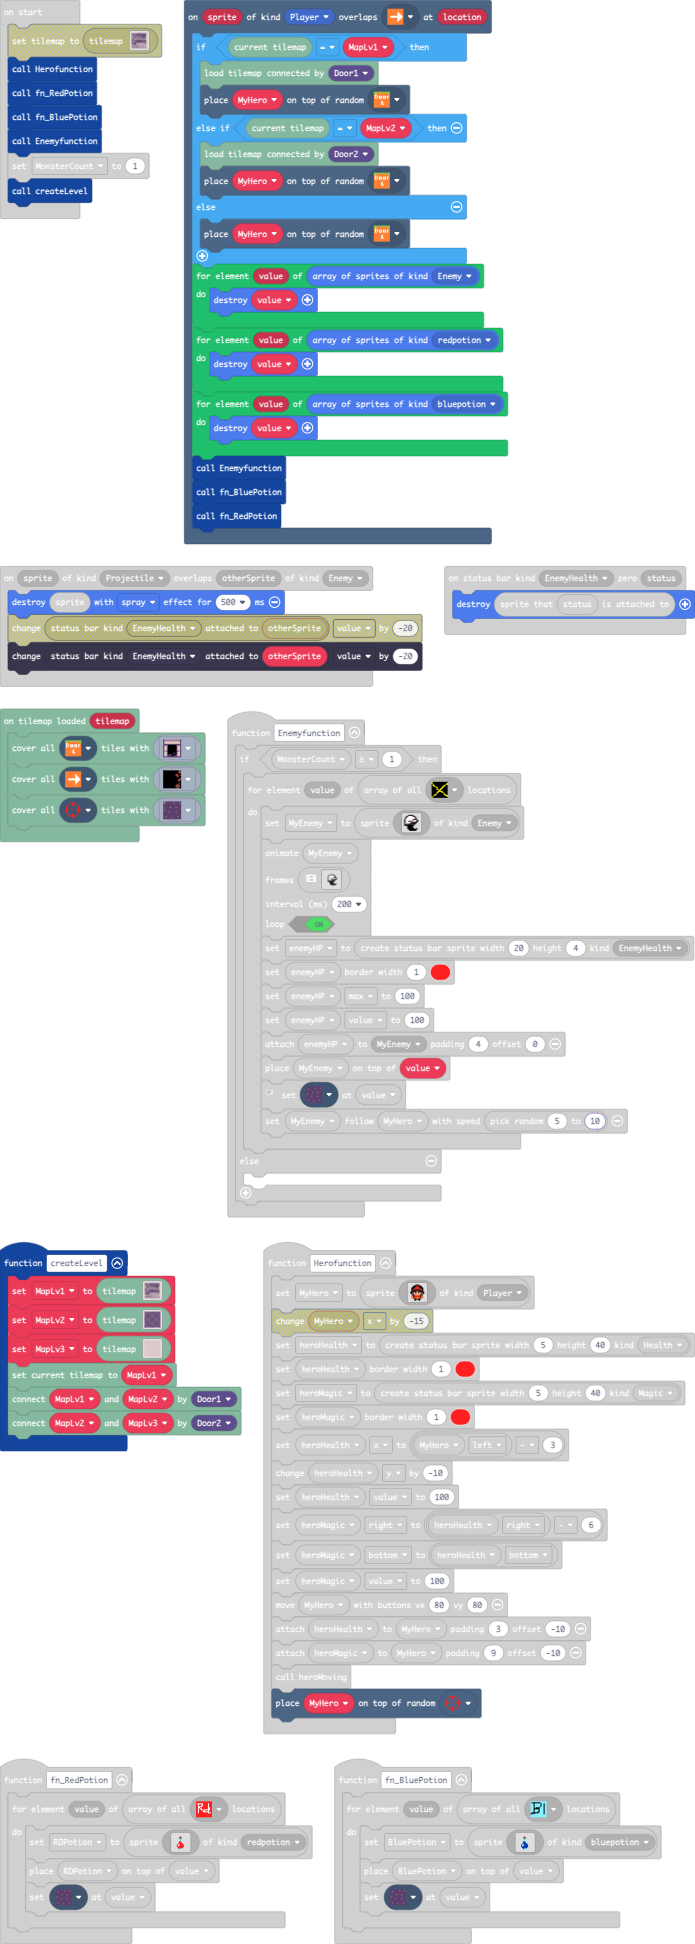 on start
set tilemap to tilemap
call Herofunction
call fn_RedPotion
call fn_BluePotion
call Enemyfunction
set MonsterCount to 1
call createLevel
on sprite of kind Player overlaps at location
if current tilemap = MapLv1 then
load tilemap connected by Door1
place MyHero on top of random Door 1
else if current tilemap = MapLv2 then
load tilemap connected by Door2
place MyHero on top of random Door 1
else
place MyHero on top of random Door 1
for element value of array of sprites of kind Enemy
do destroy value
for element value of array of sprites of kind redpotion
do destroy value
for element value of array of sprites of kind bluepotion
do destroy value
call Enemyfunction
call fn_BluePotion
call fn_RedPotion
on sprite of kind Projectile overlaps otherSprite of kind Enemy
destroy sprite with spray effect for 500 ms
change status bar kind EnemyHealth attached to otherSprite value by -20
change status bar kind EnemyHealth attached to otherSprite value by -20
on status bar kind EnemyHealth zero status
destroy sprite that status is attached to
on tilemap loaded tilemap
cover all Door 1 tiles with
cover all tiles with
cover all tiles with
function Enemyfunction
if MonsterCount ≥ 1 then
for element value of array of all locations
do set MyEnemy to sprite of kind Enemy
animate MyEnemy
frames
interval (ms) 200
loop ON
set enemyHP to create status bar sprite width 20 height 4 kind EnemyHealth
set enemyHP border width 1
set enemyHP max to 100
set enemyHP value to 100
attach enemyHP to MyEnemy padding 4 offset 0
place MyEnemy on top of value
set at value
set MyEnemy follow MyHero with speed pick random 5 to 10
else
function createLevel
set MapLv1 to tilemap
set MapLv2 to tilemap
set MapLv3 to tilemap
set current tilemap to MapLv1
connect MapLv1 and MapLv2 by Door1
connect MapLv2 and MapLv3 by Door2
function Herofunction
set MyHero to sprite of kind Player
change MyHero x by -15
set heroHealth to create status bar sprite width 5 height 40 kind Health
set heroHealth border width 1
set heroMagic to create status bar sprite width 5 height 40 kind Magic
set heroMagic border width 1
set heroHealth x to MyHero left - 3
change heroHealth y by -10
set heroHealth value to 100
set heroMagic right to heroHealth right - 6
set heroMagic bottom to heroHealth bottom
set heroMagic value to 100
move MyHero with buttons vx 80 vy 80
attach heroHealth to MyHero padding 3 offset -10
attach heroMagic to MyHero padding 9 offset -10
call heroMoving
place MyHero on top of random
function fn_RedPotion
for element value of array of all Rd locations
do set RDPotion to sprite of kind redpotion
place RDPotion on top of value
set at value
function fn_BluePotion
for element value of array of all Bl locations
do set BluePotion to sprite of kind bluepotion
place BluePotion on top of value
set at value